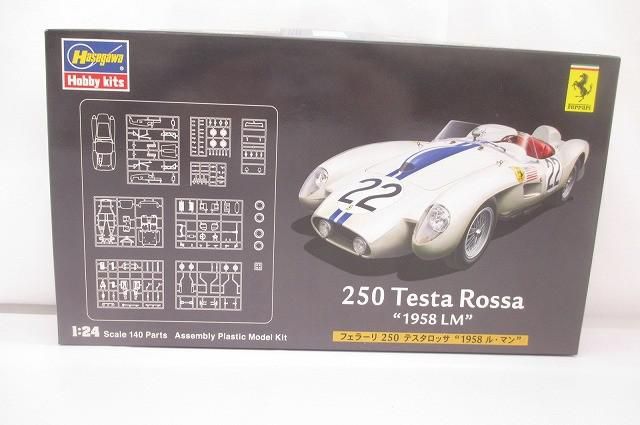 Hasegawa
Hobby kits
Ferrari
22
22
250 Testa Rossa
"1958 LM"
フェラーリ 250 テスタロッサ "1958 ル・マン"
1:24 Scale 140 Parts Assembly Plastic Model Kit